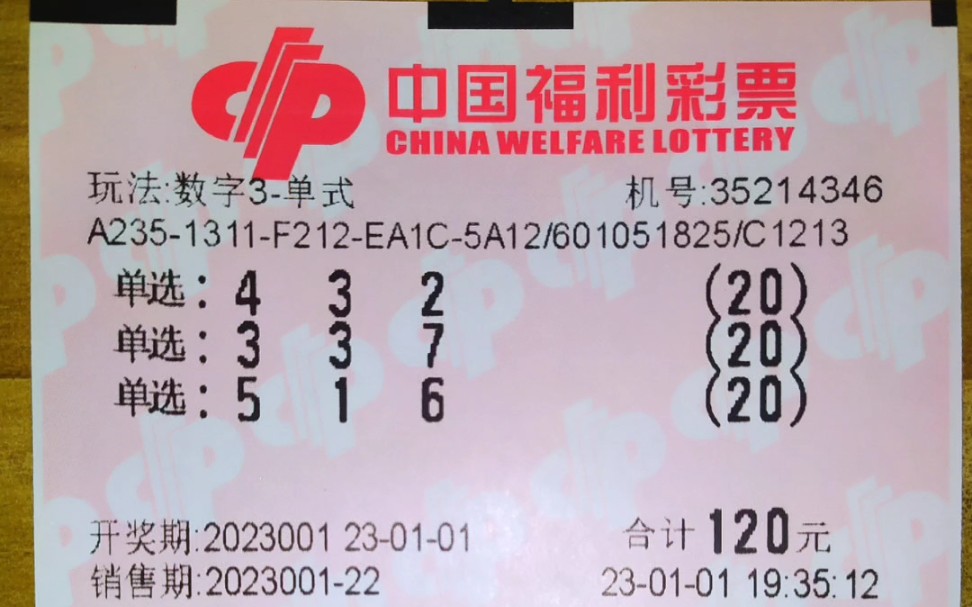 中国福利彩票
CHINA WELFARE LOTTERY
玩法:数字3-单式 机号:35214346
A235-1311-F212-EA1C-5A12/601051825/C1213
单选: 4 3 2 (20)
单选: 3 3 7 (20)
单选: 5 1 6 (20)
开奖期:2023001 23-01-01 合计 120元
销售期:2023001-22 23-01-01 19:35:12